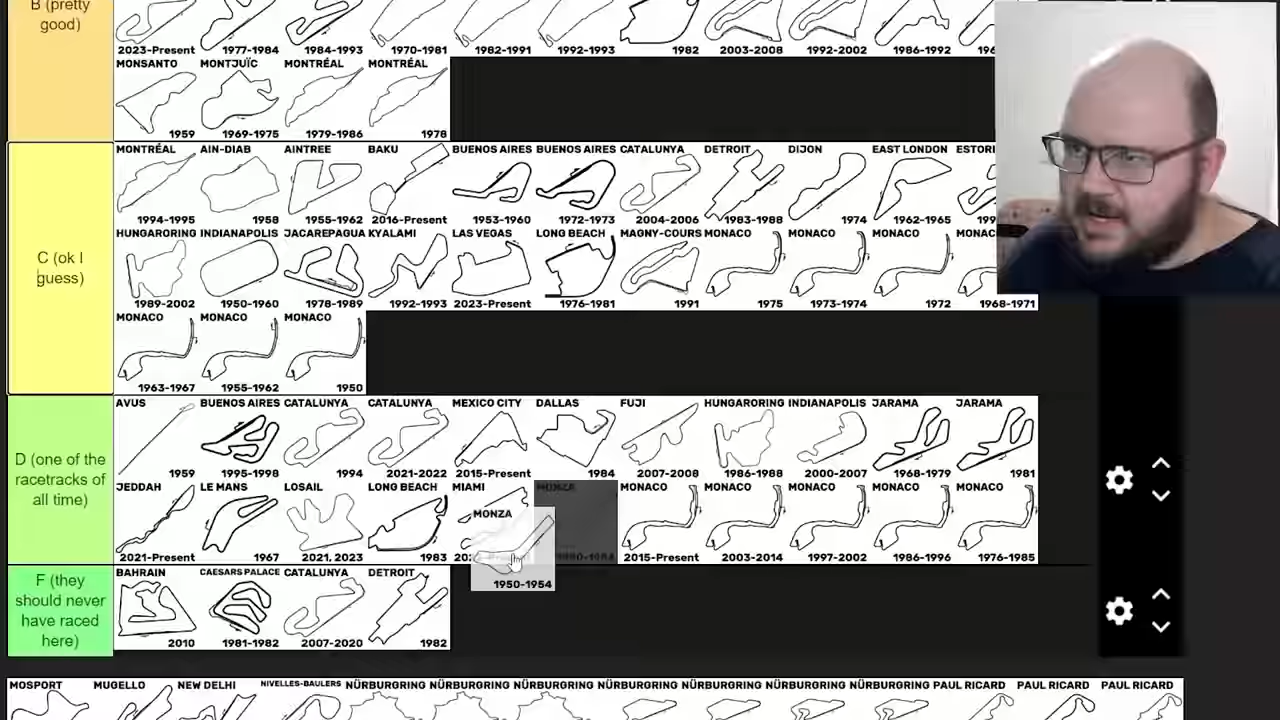 B (pretty
good)
2023-Present 1977-1984 1984-1993 1970-1981 1982-1991 1992-1993 1982 2003-2008 1992-2002 1986-1992
MONSANTO MONTJUÏC MONTRÉAL MONTRÉAL
1959 1969-1975 1979-1986 1978
C (ok I
guess)
MONTRÉAL AIN-DIAB AINTREE BAKU BUENOS AIRES BUENOS AIRES CATALUNYA DETROIT DIJON EAST LONDON ESTORI
1994-1995 1958 1955-1962 2016-Present 1953-1960 1972-1973 2004-2006 1983-1988 1974 1962-1965
HUNGARORING INDIANAPOLIS JACAREPAGUA KYALAMI LAS VEGAS LONG BEACH MAGNY-COURS MONACO MONACO MONACO MONAC
1989-2002 1950-1960 1978-1989 1992-1993 2023-Present 1976-1981 1991 1975 1973-1974 1972 1968-1971
MONACO MONACO MONACO
1963-1967 1955-1962 1950
D (one of the
racetracks of
all time)
AVUS BUENOS AIRES CATALUNYA CATALUNYA MEXICO CITY DALLAS FUJI HUNGARORING INDIANAPOLIS JARAMA JARAMA
1959 1995-1998 1994 2021-2022 2015-Present 1984 2007-2008 1986-1988 2000-2007 1968-1979 1981
JEDDAH LE MANS LOSAIL LONG BEACH MIAMI MONZA MONACO MONACO MONACO MONACO MONACO
MONZA
2021-Present 1967 2021, 2023 1983 2015-Present 2003-2014 1997-2002 1986-1996 1976-1985
1950-1954
F (they
should never
have raced
here)
BAHRAIN CAESARS PALACE CATALUNYA DETROIT
2010 1981-1982 2007-2020 1982
MOSPORT MUGELLO NEW DELHI NIVELLES-BAULERS NÜRBURGRING NÜRBURGRING NÜRBURGRING NÜRBURGRING NÜRBURGRING NÜRBURGRING NÜRBURGRING PAUL RICARD PAUL RICARD PAUL RICARD